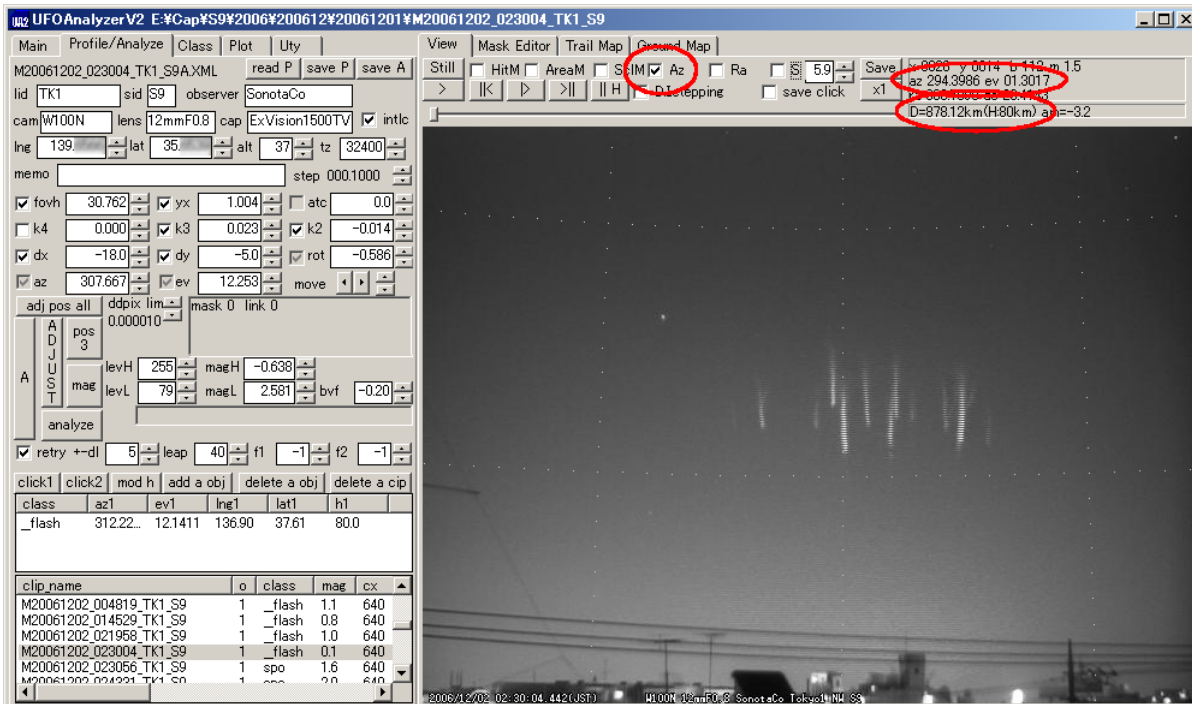 UFOAnalyzerV2 E:¥Cap¥S9¥2006¥200612¥20061201¥M20061202_023004_TK1_S9
Main Profile/Analyze Class Plot Uty
M20061202_023004_TK1_S9A.XML read P save P save A
lid TK1 sid S9 observer SonotaCo
cam W100N lens 12mmF0.8 cap ExVision1500TV intlc
lng 139. lat 35. alt 37 tz 32400
memo step 000.1000
fovh 30.762 yx 1.004 atc 0.0
k4 0.000 k3 0.023 k2 -0.014
dx -18.0 dy -5.0 rot -0.586
az 307.667 ev 12.253 move
adj pos all ddpix lim 0.000010 mask 0 link 0
A ADJUST pos 3 mag
levH 255 magH -0.638
levL 79 magL 2.581 bvf -0.20
analyze
retry +-dl 5 leap 40 f1 -1 f2 -1
click1 click2 mod h add a obj delete a obj delete a cip
class az1 ev1 lng1 lat1 h1
_flash 312.22... 12.1411 136.90 37.61 80.0
clip_name o class mag cx
M20061202_004819_TK1_S9 1 _flash 1.1 640
M20061202_014529_TK1_S9 1 _flash 0.8 640
M20061202_021958_TK1_S9 1 _flash 1.0 640
M20061202_023004_TK1_S9 1 _flash 0.1 640
M20061202_023056_TK1_S9 1 spo 1.6 640
View Mask Editor Trail Map Ground Map
Still HitM AreaM Az Ra S 5.9 Save
> |K |> >|| || H save click x1
az 294.3986 ev 01.3017
D=878.12km(H:80km) am=-3.2
2006/12/02 02:30:04.442(JST) W100N 12mmF0.8 SonotaCo Tokyo1 NW S9